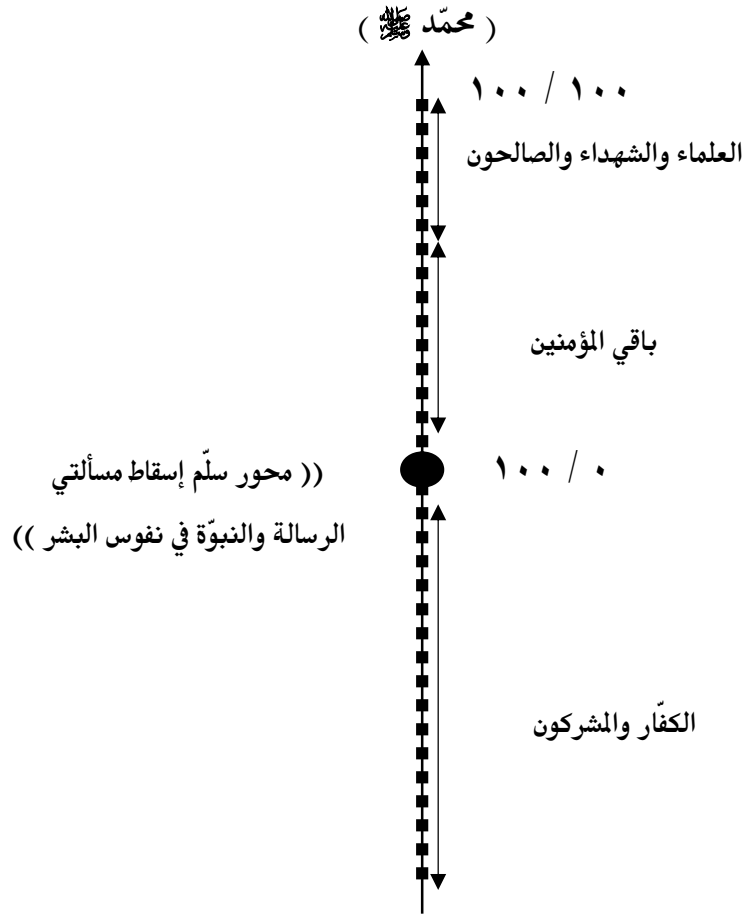 ( محمّد ﷺ )
١٠٠ / ١٠٠
العلماء والشهداء والصالحون
باقي المؤمنين
١٠٠ / ٠
(( محور سلّم إسقاط مسألتي
الرسالة والنبوّة في نفوس البشر ))
الكفّار والمشركون